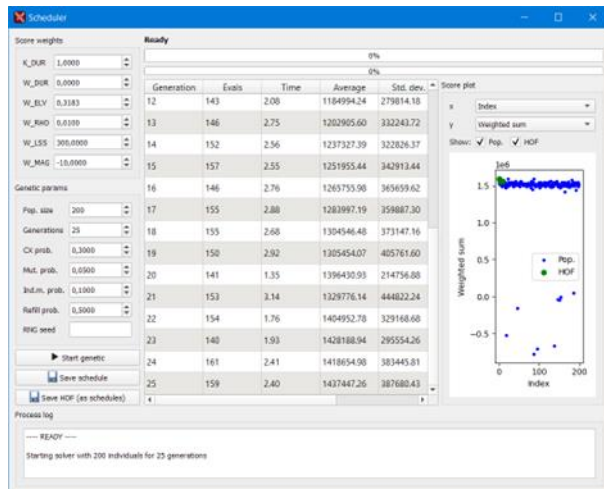 Scheduler
Score weights
K_DUR 1,0000
W_DUR 0,0000
W_ELV 0,3183
W_RHO 0,0100
W_LSS 300,0000
W_MAG -10,0000
Genetic params
Pop. size 200
Generations 25
CX prob. 0,3000
Mut. prob. 0,0500
Ind.m. prob. 0,1000
Refill prob. 0,5000
RNG seed
Start genetic
Save schedule
Save HOF (as schedules)
Ready
0%
0%
Generation Evals Time Average Std. dev.
12 143 2.08 1184994.24 279814.18
13 146 2.75 1202905.60 332243.72
14 152 2.56 1237327.39 322826.37
15 157 2.55 1251955.44 342913.44
16 146 2.76 1265755.98 365659.62
17 155 2.88 1283997.19 359887.30
18 155 2.68 1304546.48 373147.16
19 150 2.92 1305454.07 405761.60
20 141 1.35 1396430.93 214756.88
21 153 3.14 1329776.14 444822.24
22 154 1.76 1404952.78 329168.68
23 140 1.93 1428188.94 295554.26
24 161 2.41 1418654.98 383445.81
25 159 2.40 1437447.26 387680.43
Score plot
x Index
y Weighted sum
Show: Pop. HOF
1e6
1.5
1.0
0.5
0.0
−0.5
Weighted sum
Pop.
HOF
0 100 200
Index
Process log
---- READY ----
Starting solver with 200 individuals for 25 generations